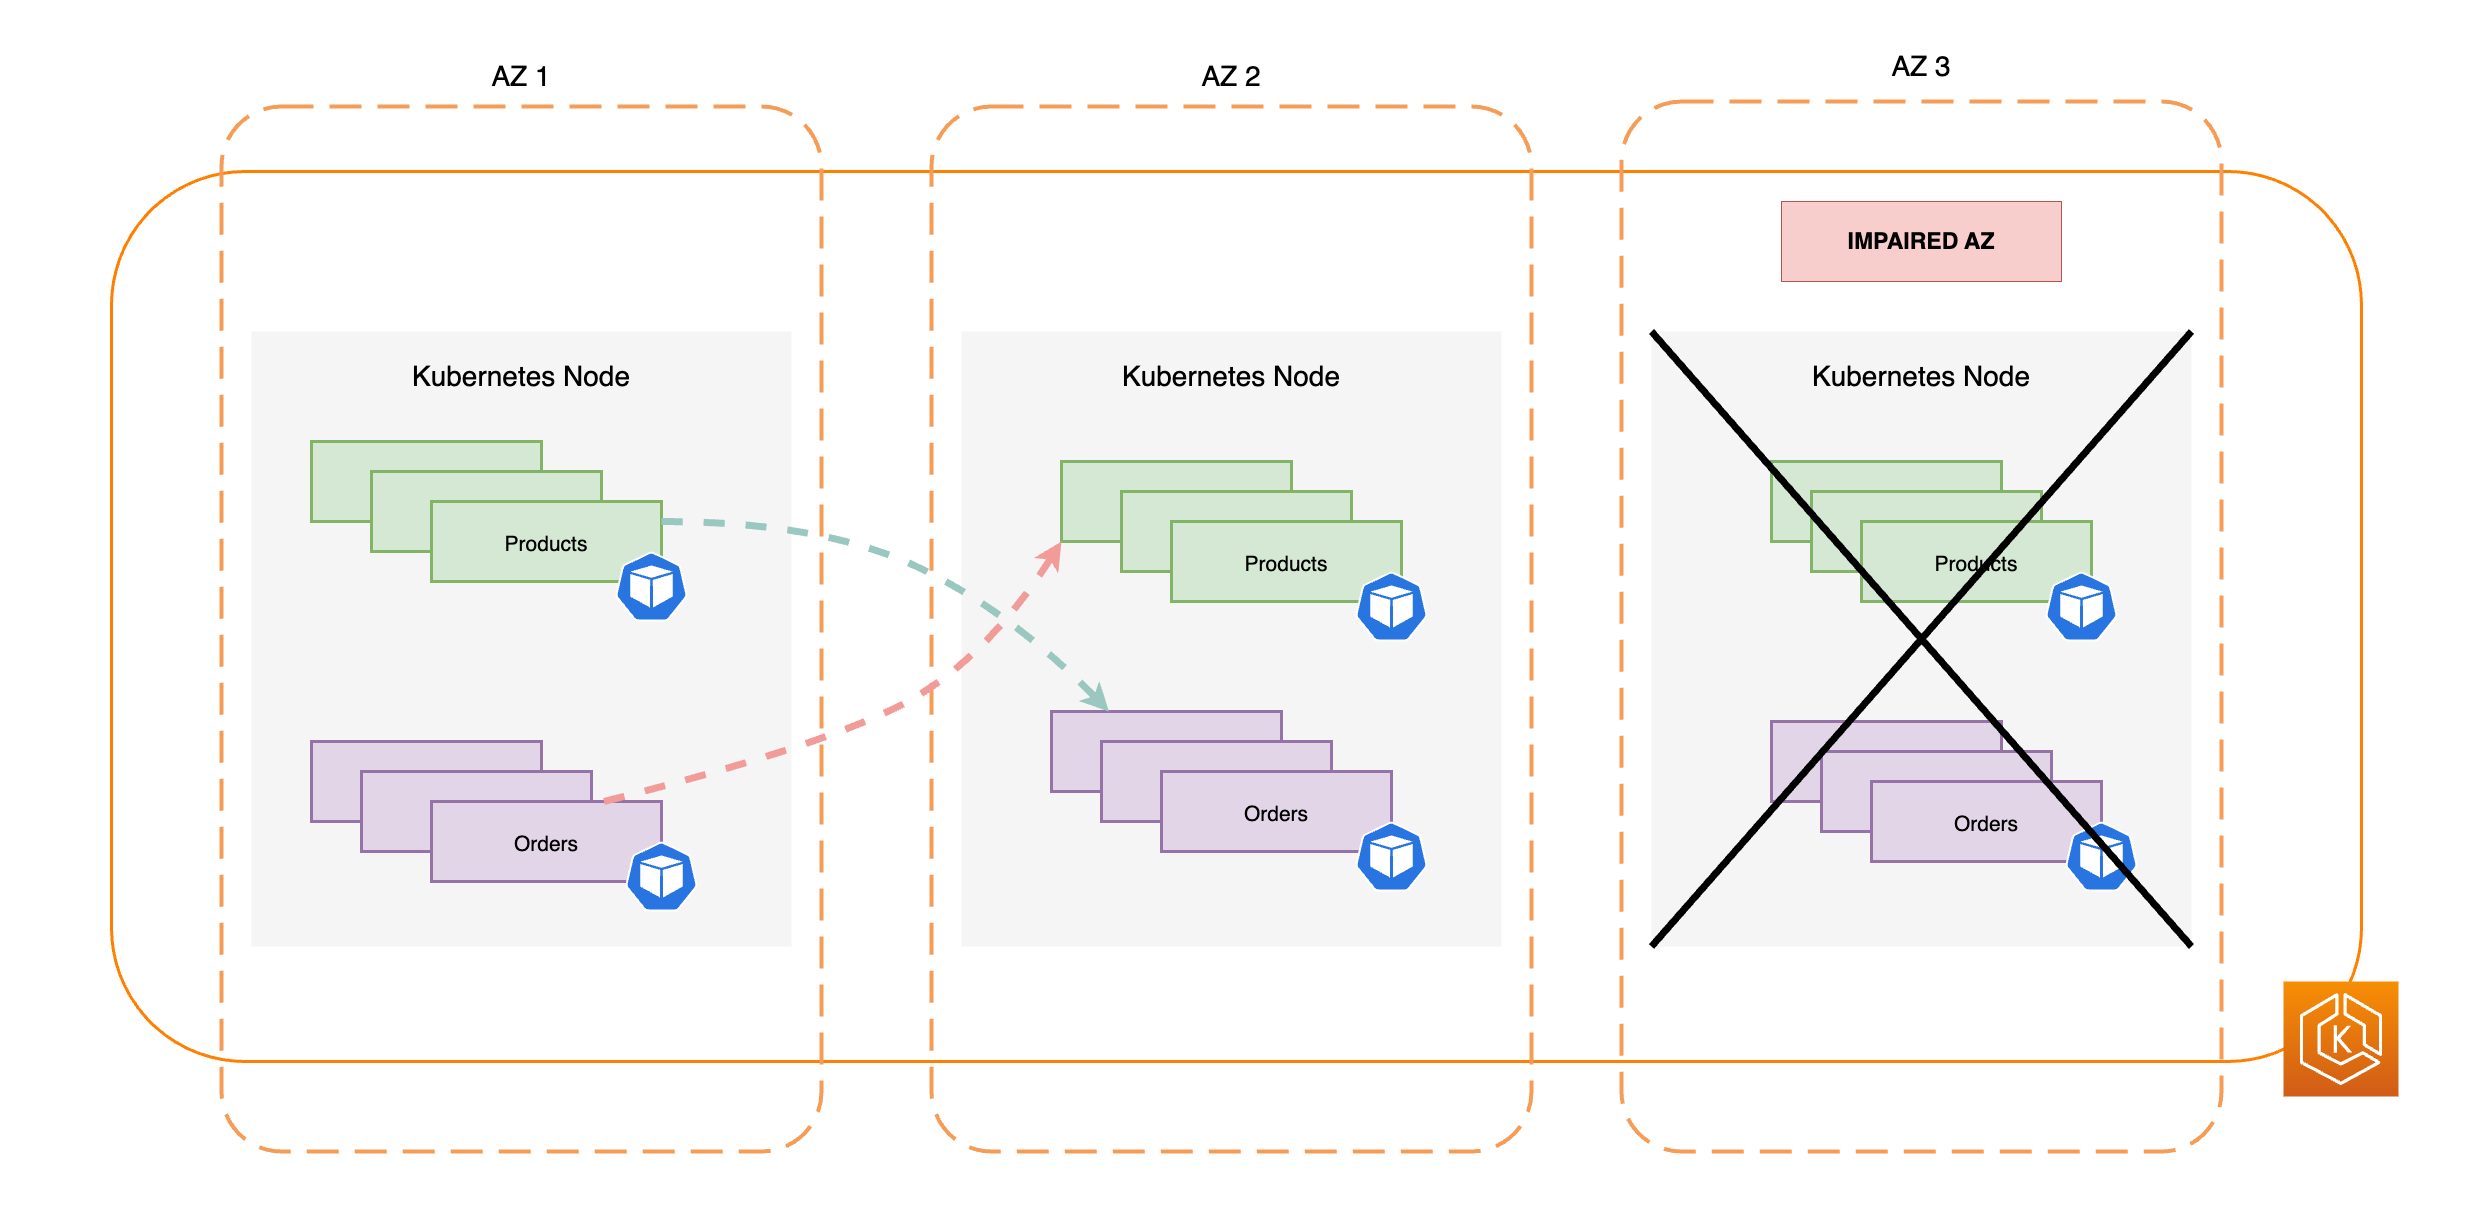 AZ 1
AZ 2
AZ 3
IMPAIRED AZ
Kubernetes Node
Kubernetes Node
Kubernetes Node
Products
Products
Products
Orders
Orders
Orders
K